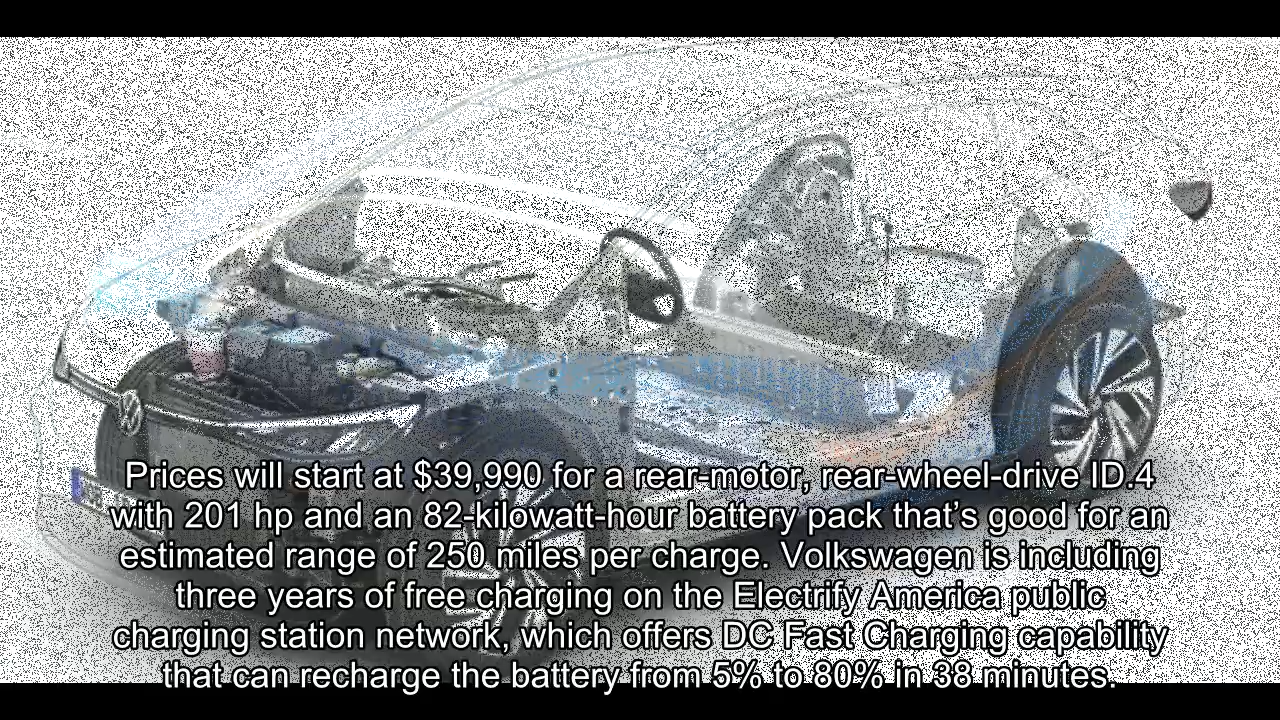 Prices will start at $39,990 for a rear-motor, rear-wheel-drive ID.4
with 201 hp and an 82-kilowatt-hour battery pack that’s good for an
estimated range of 250 miles per charge. Volkswagen is including
three years of free charging on the Electrify America public
charging station network, which offers DC Fast Charging capability
that can recharge the battery from 5% to 80% in 38 minutes.